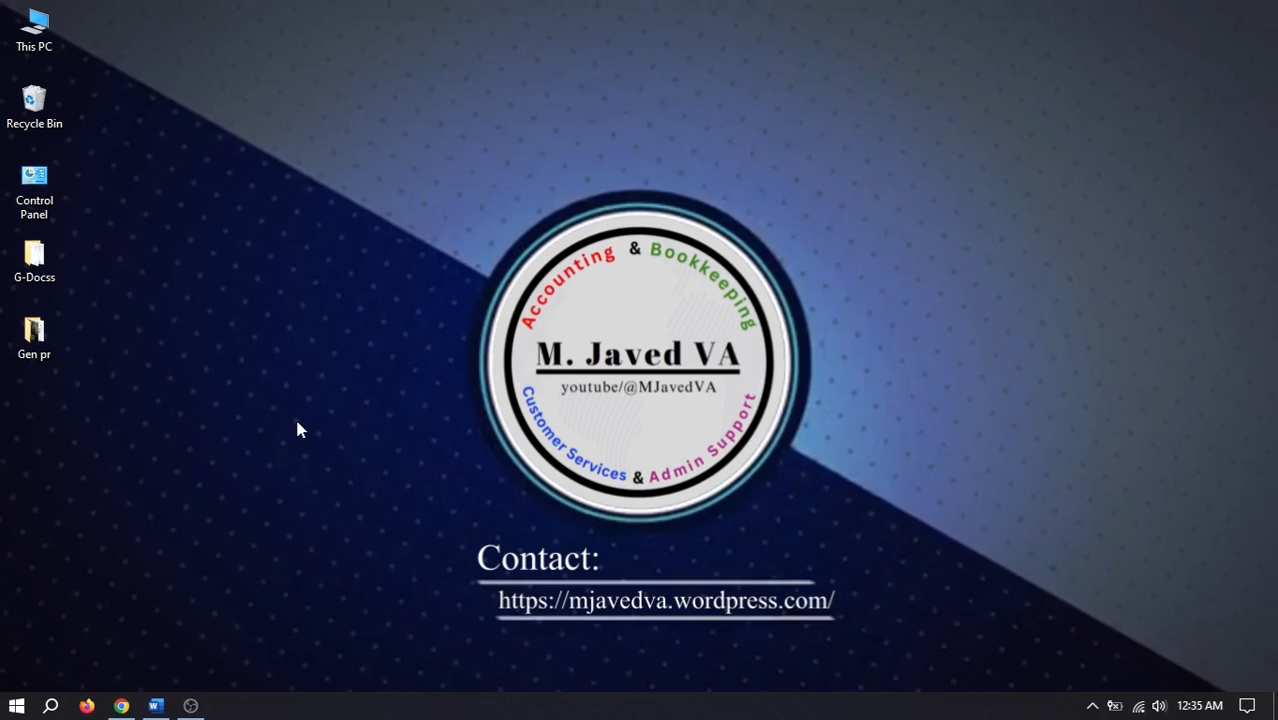 This PC
Recycle Bin
Control
Panel
G-Docss
Gen pr
Accounting & Bookkeeping
M. Javed VA
youtube/@MJavedVA
Customer Services & Admin Support
Contact:
https://mjavedva.wordpress.com/
12:35 AM